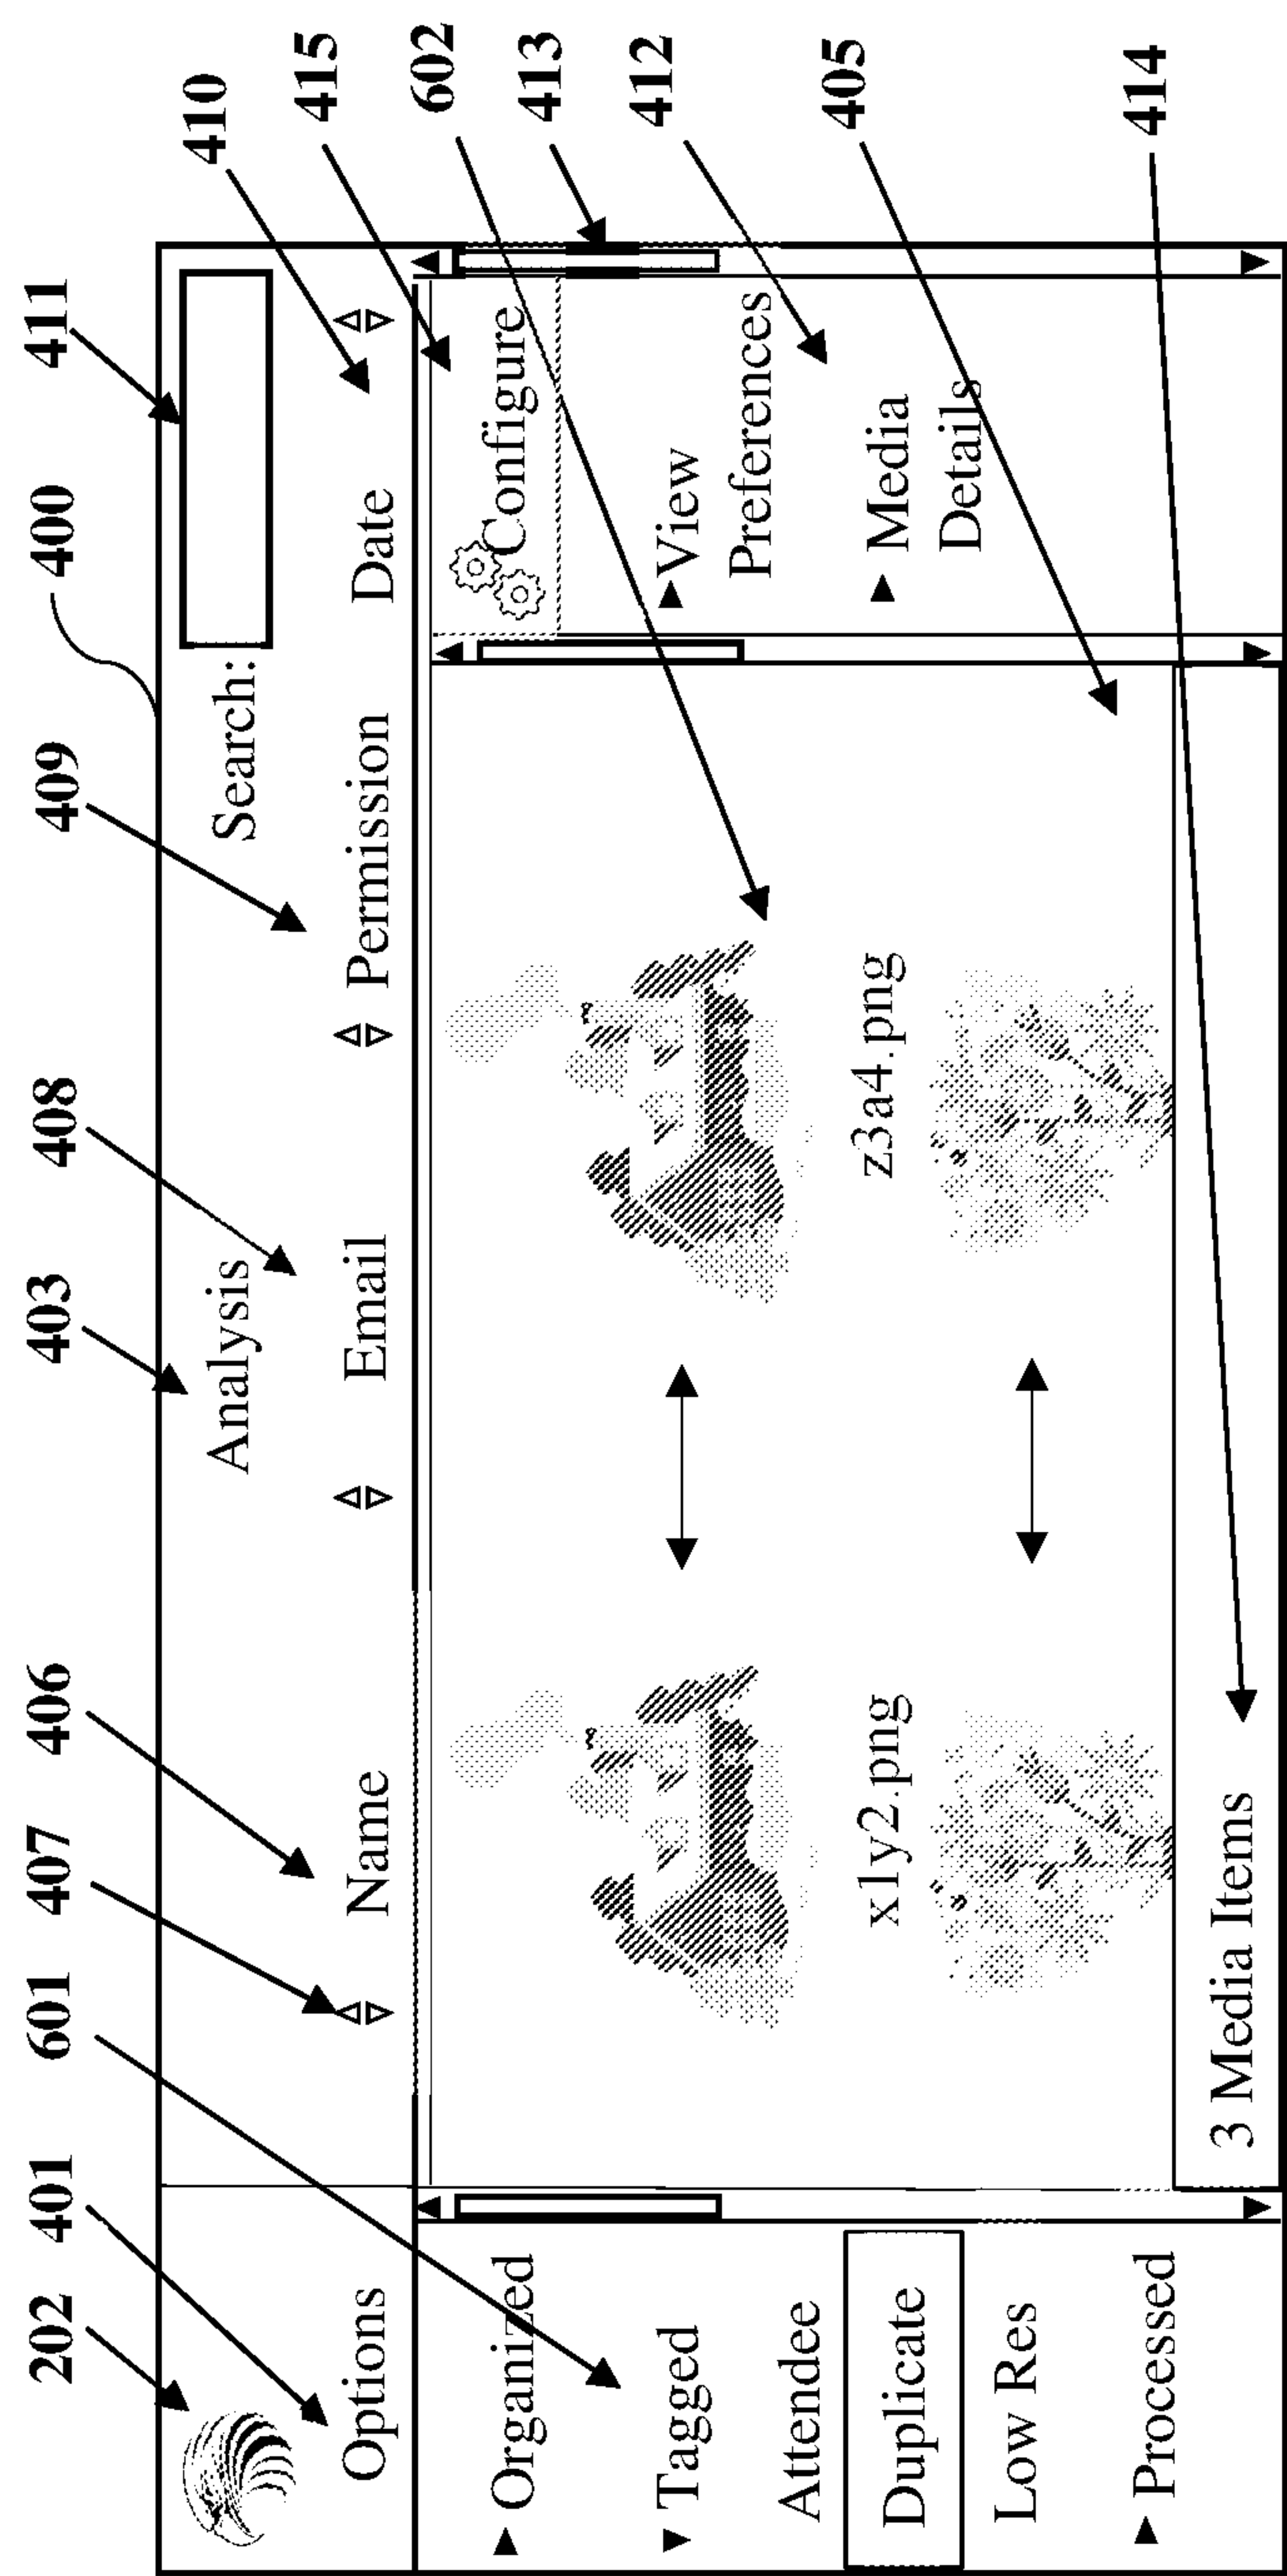 202 401 601 407 406 403 408 409 400 411
Analysis
Search:
Options
Name
Email
Permission
Date
410
415
602
413
412
405
414
Organized
Tagged
Attendee
Duplicate
Low Res
Processed
x1y2.png
z3a4.png
3 Media Items
Configure
View
Preferences
Media
Details